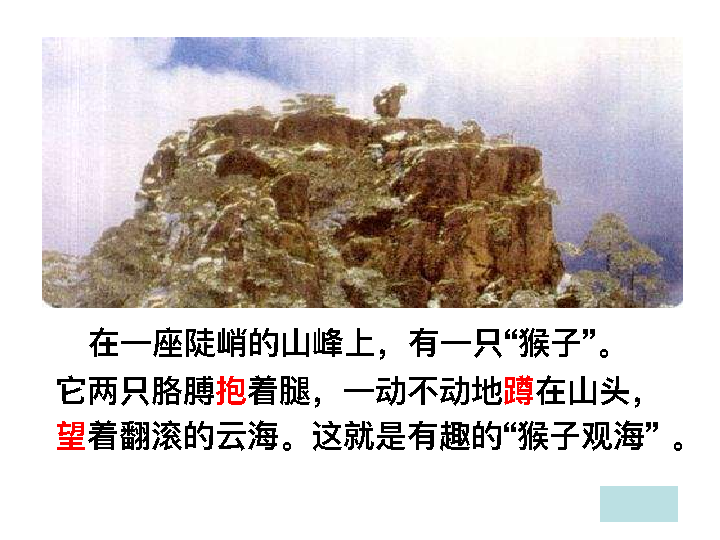 在一座陡峭的山峰上，有一只“猴子”。
它两只胳膊抱着腿，一动不动地蹲在山头，
望着翻滚的云海。这就是有趣的“猴子观海”。